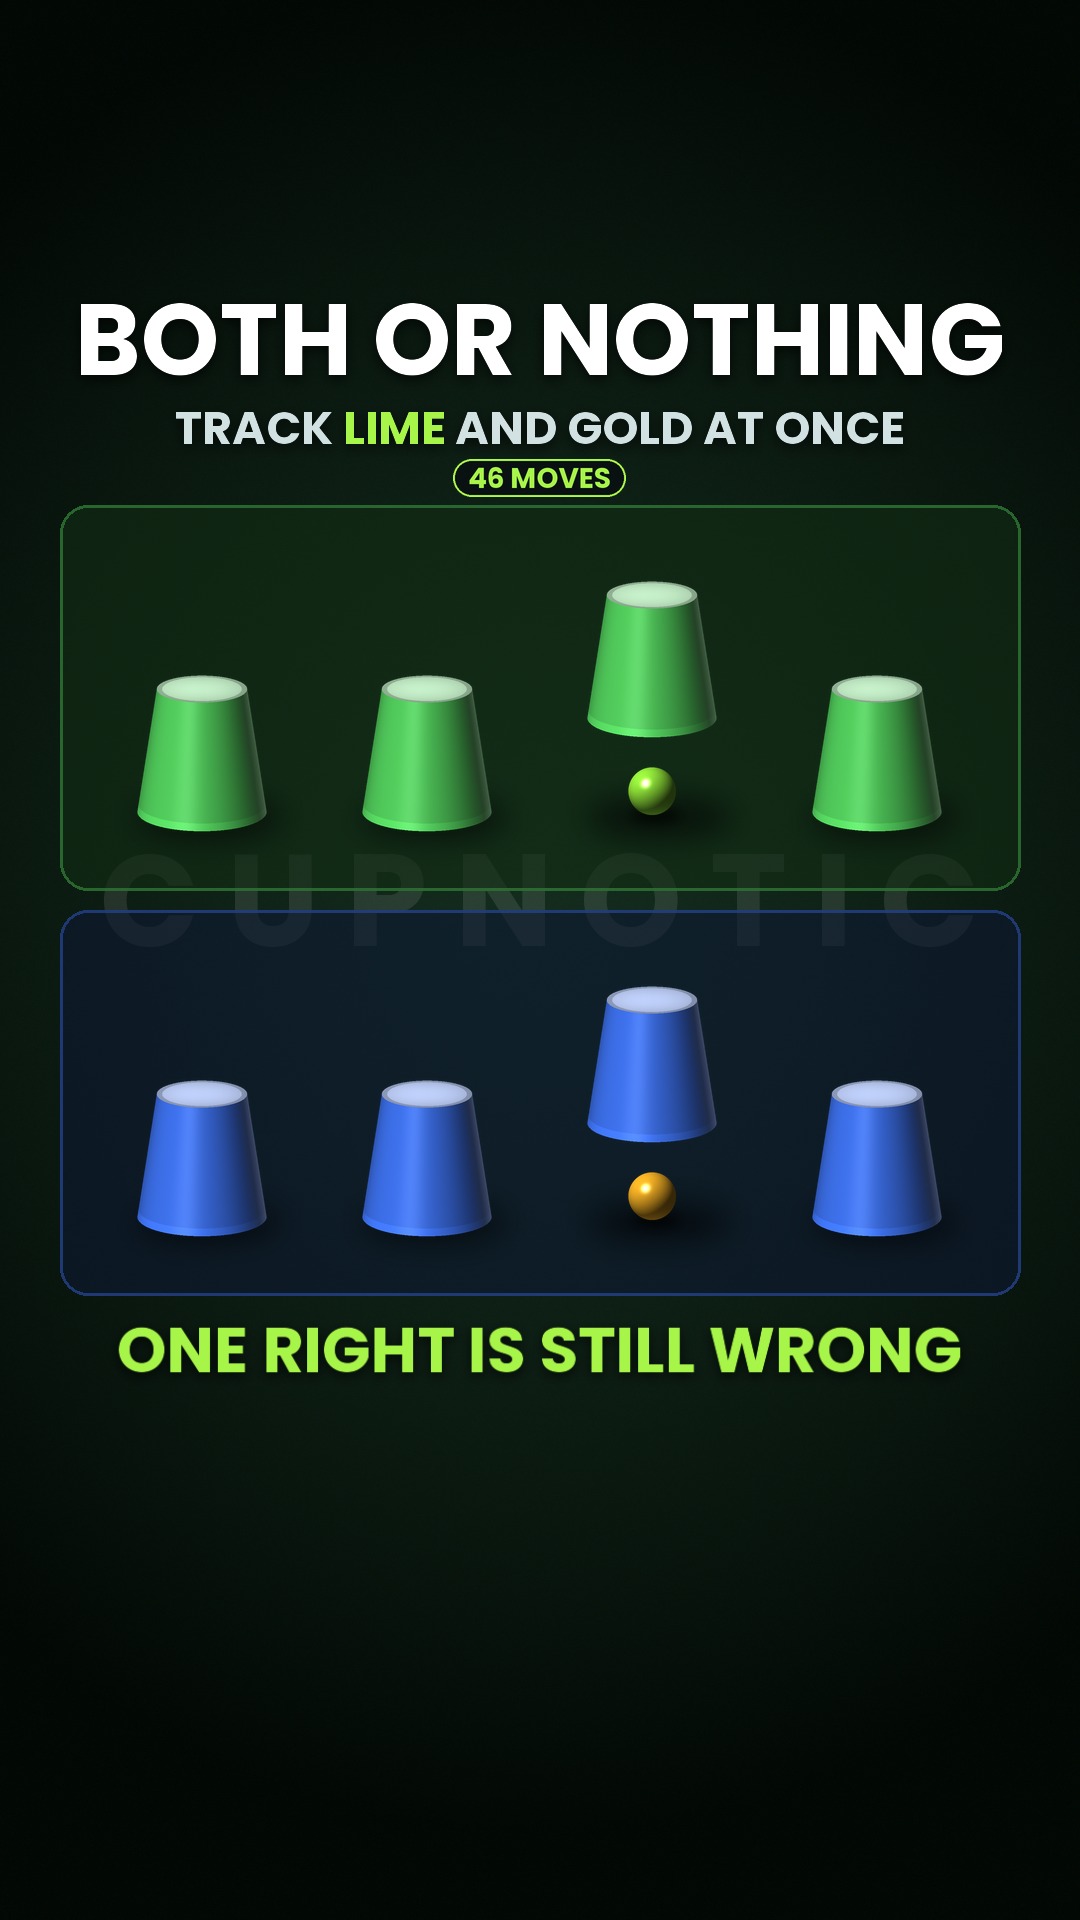 BOTH OR NOTHING
TRACK LIME AND GOLD AT ONCE
46 MOVES
CUPNOTIC
ONE RIGHT IS STILL WRONG